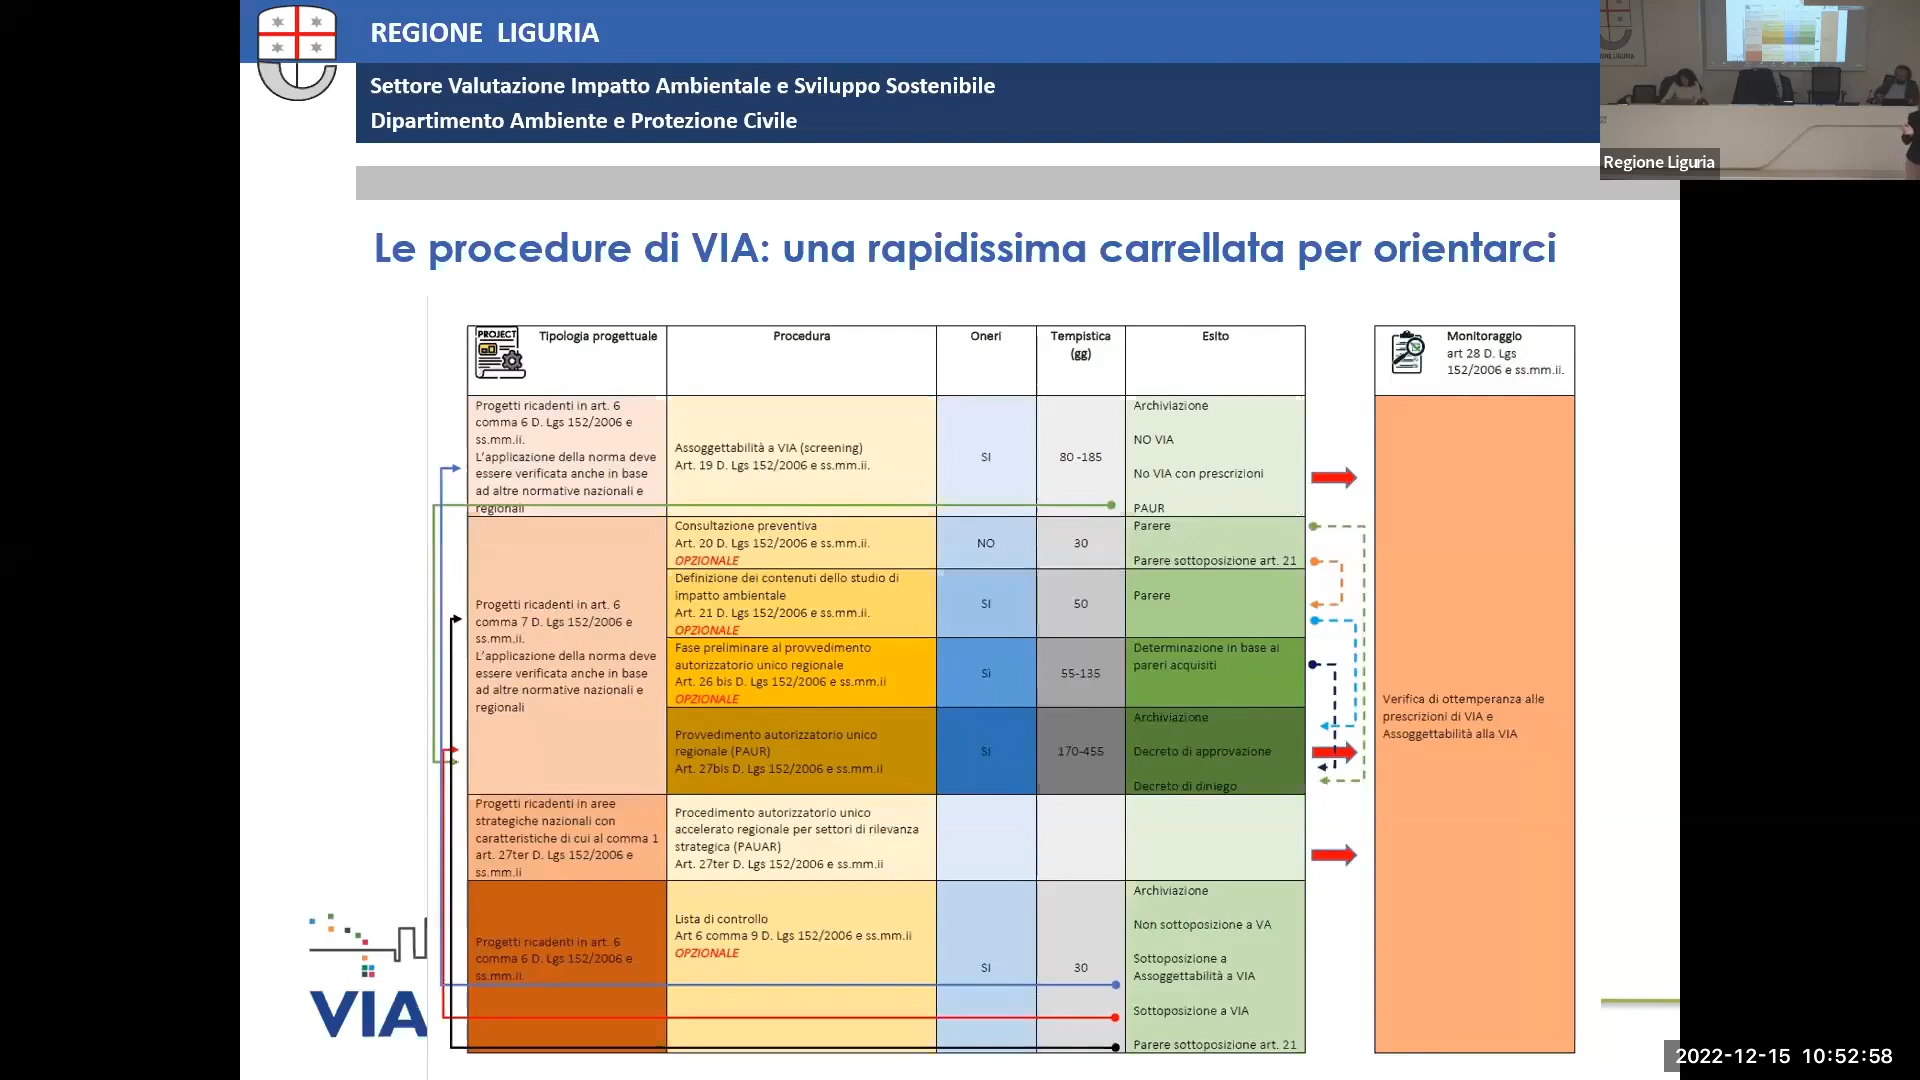 REGIONE LIGURIA
Settore Valutazione Impatto Ambientale e Sviluppo Sostenibile
Dipartimento Ambiente e Protezione Civile
Regione Liguria
Le procedure di VIA: una rapidissima carrellata per orientarci
PROJECT
Tipologia progettuale
Procedura
Oneri
Tempistica
(gg)
Esito
Monitoraggio
art 28 D. Lgs
152/2006 e ss.mm.ii.
Progetti ricadenti in art. 6
comma 6 D. Lgs 152/2006 e
ss.mm.ii.
L'applicazione della norma deve
essere verificata anche in base
ad altre normative nazionali e
regionali
Assoggettabilità a VIA (screening)
Art. 19 D. Lgs 152/2006 e ss.mm.ii.
SI
80 -185
Archiviazione
NO VIA
No VIA con prescrizioni
PAUR
Progetti ricadenti in art. 6
comma 7 D. Lgs 152/2006 e
ss.mm.ii.
L'applicazione della norma deve
essere verificata anche in base
ad altre normative nazionali e
regionali
Consultazione preventiva
Art. 20 D. Lgs 152/2006 e ss.mm.ii.
OPZIONALE
NO
30
Parere
Parere sottoposizione art. 21
Definizione dei contenuti dello studio di
impatto ambientale
Art. 21 D. Lgs 152/2006 e ss.mm.ii.
OPZIONALE
SI
50
Parere
Fase preliminare al provvedimento
autorizzatorio unico regionale
Art. 26 bis D. Lgs 152/2006 e ss.mm.ii
OPZIONALE
Sì
55-135
Determinazione in base ai
pareri acquisiti
Provvedimento autorizzatorio unico
regionale (PAUR)
Art. 27bis D. Lgs 152/2006 e ss.mm.ii
SI
170-455
Archiviazione
Decreto di approvazione
Decreto di diniego
Verifica di ottemperanza alle
prescrizioni di VIA e
Assoggettabilità alla VIA
Progetti ricadenti in aree
strategiche nazionali con
caratteristiche di cui al comma 1
art. 27ter D. Lgs 152/2006 e
ss.mm.ii
Procedimento autorizzatorio unico
accelerato regionale per settori di rilevanza
strategica (PAUAR)
Art. 27ter D. Lgs 152/2006 e ss.mm.ii
Progetti ricadenti in art. 6
comma 6 D. Lgs 152/2006 e
ss.mm.ii.
Lista di controllo
Art 6 comma 9 D. Lgs 152/2006 e ss.mm.ii
OPZIONALE
SI
30
Archiviazione
Non sottoposizione a VA
Sottoposizione a
Assoggettabilità a VIA
Sottoposizione a VIA
Parere sottoposizione art. 21
VIA
2022-12-15 10:52:58